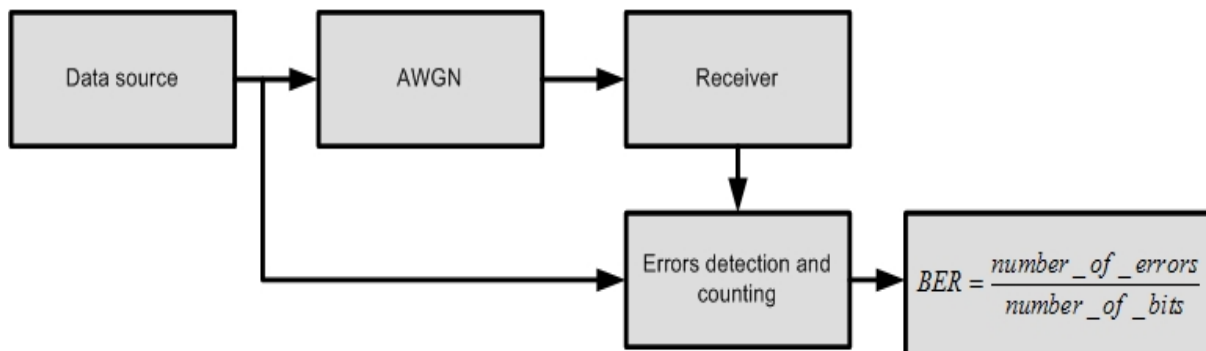 Data source
AWGN
Receiver
Errors detection and
counting
BER = number_of_errors / number_of_bits